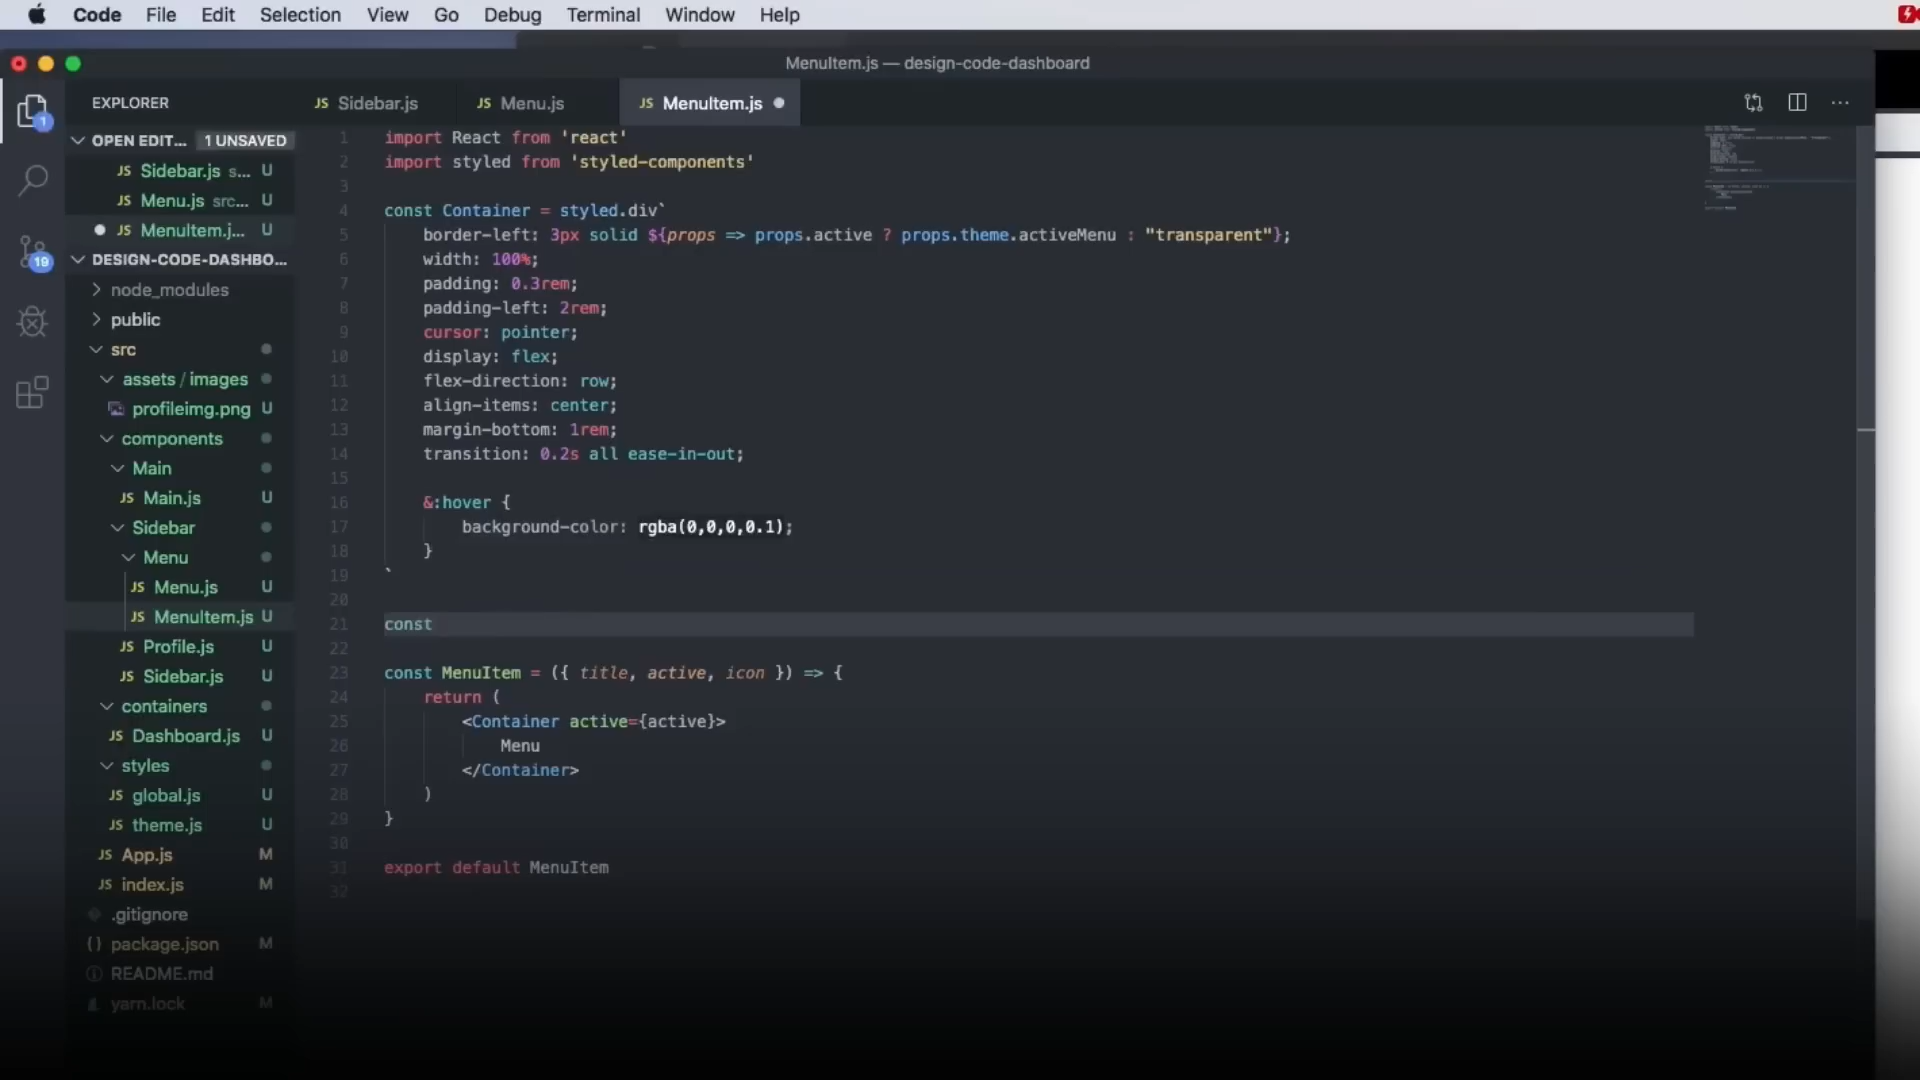 Code File Edit Selection View Go Debug Terminal Window Help
MenuItem.js — design-code-dashboard
EXPLORER
JS Sidebar.js
JS Menu.js
JS MenuItem.js
OPEN EDIT... 1 UNSAVED
JS Sidebar.js s... U
JS Menu.js src... U
JS MenuItem.j... U
DESIGN-CODE-DASHBO...
node_modules
public
src
assets / images
profileimg.png U
components
Main
JS Main.js U
Sidebar
Menu
JS Menu.js U
JS MenuItem.js U
JS Profile.js U
JS Sidebar.js U
containers
JS Dashboard.js U
styles
JS global.js U
JS theme.js U
JS App.js M
JS index.js M
.gitignore
{} package.json M
README.md
yarn.lock M
1
19
1 import React from 'react'
2 import styled from 'styled-components'
3
4 const Container = styled.div`
5 border-left: 3px solid ${props => props.active ? props.theme.activeMenu : "transparent"};
6 width: 100%;
7 padding: 0.3rem;
8 padding-left: 2rem;
9 cursor: pointer;
10 display: flex;
11 flex-direction: row;
12 align-items: center;
13 margin-bottom: 1rem;
14 transition: 0.2s all ease-in-out;
15
16 &:hover {
17 background-color: rgba(0,0,0,0.1);
18 }
19 `
20
21 const
22
23 const MenuItem = ({ title, active, icon }) => {
24 return (
25 <Container active={active}>
26 Menu
27 </Container>
28 )
29 }
30
31 export default MenuItem
32